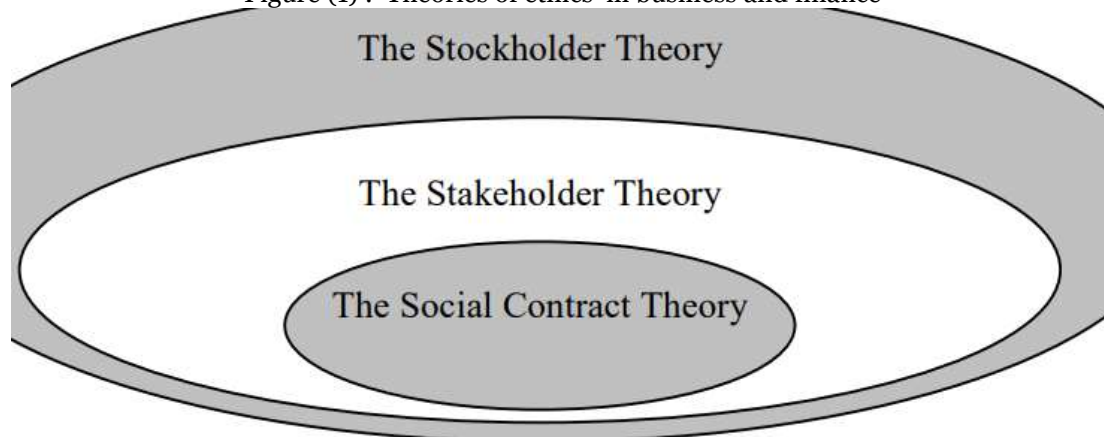 Figure (1) : Theories of ethics in business and finance
The Stockholder Theory
The Stakeholder Theory
The Social Contract Theory